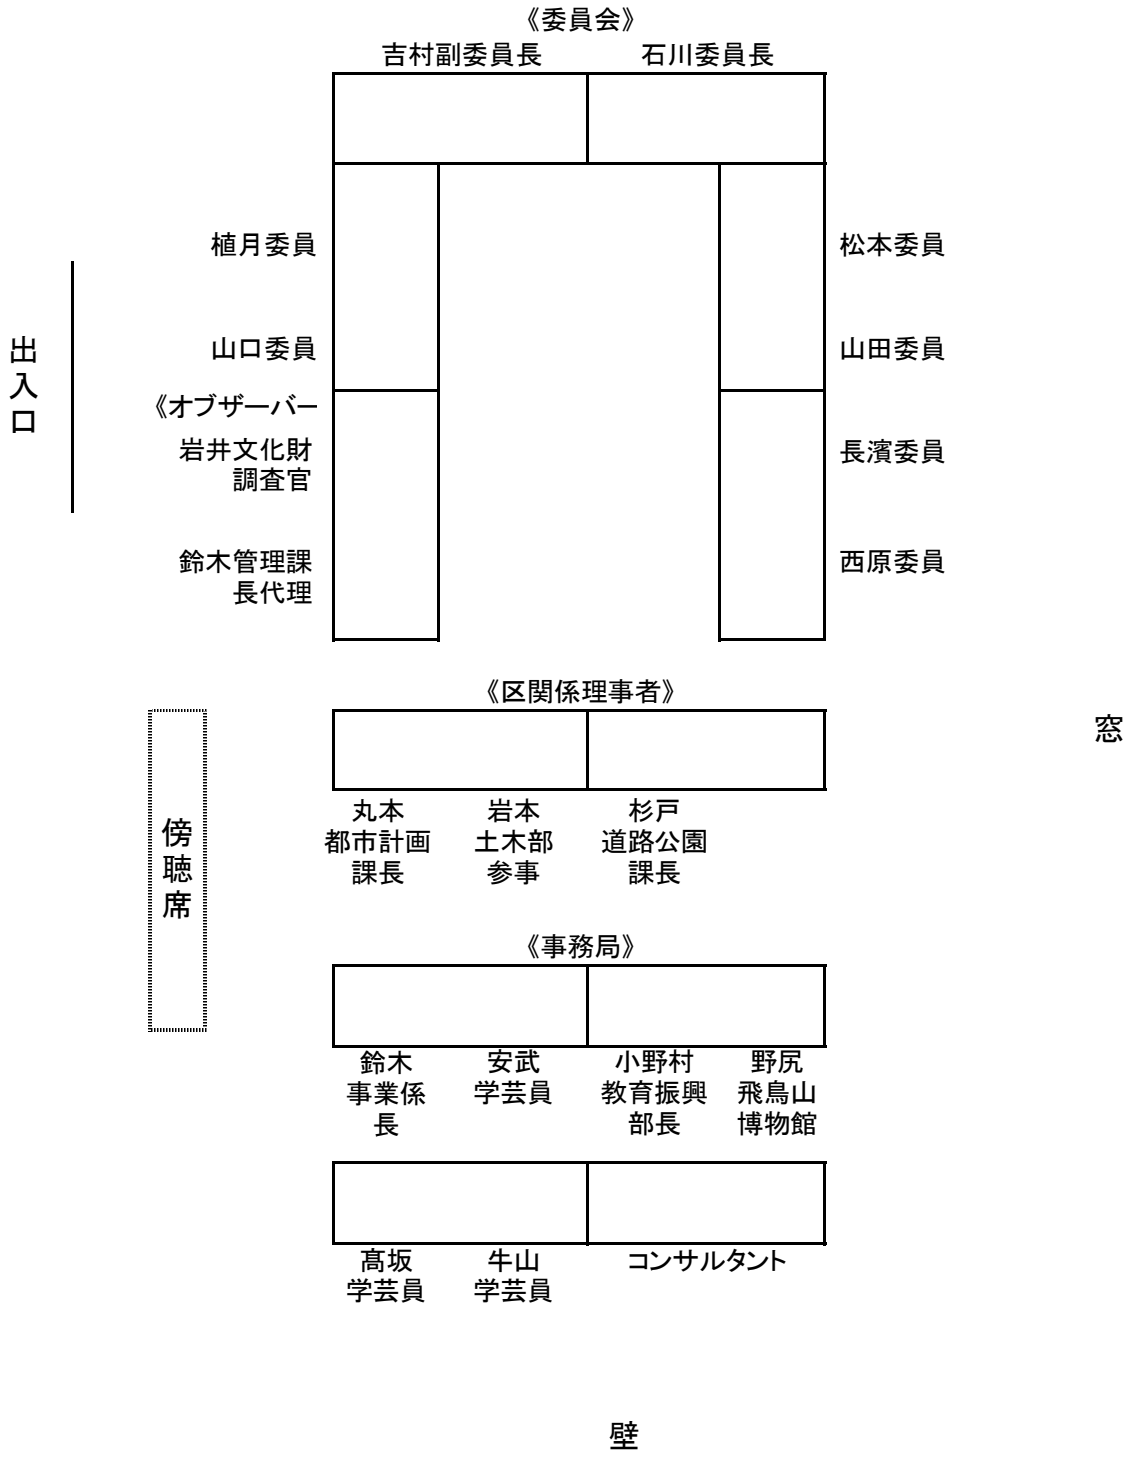 《委員会》
吉村副委員長
石川委員長
植月委員
松本委員
山口委員
山田委員
出入口
《オブザーバー
岩井文化財
調査官
長濱委員
鈴木管理課
長代理
西原委員
《区関係理事者》
窓
丸本
都市計画
課長
岩本
土木部
参事
杉戸
道路公園
課長
傍聴席
《事務局》
鈴木
事業係
長
安武
学芸員
小野村
教育振興
部長
野尻
飛鳥山
博物館
髙坂
学芸員
牛山
学芸員
コンサルタント
壁